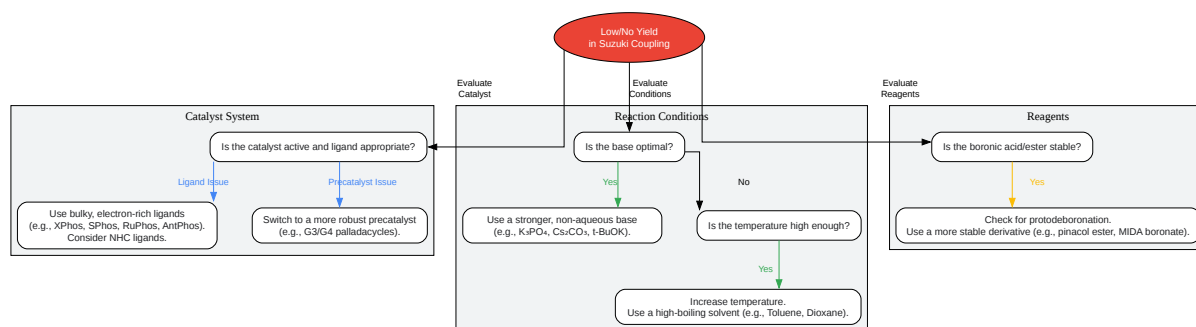 Low/No Yield
in Suzuki Coupling
Evaluate
Catalyst
Evaluate
Conditions
Evaluate
Reagents
Catalyst System
Is the catalyst active and ligand appropriate?
Ligand Issue
Precatalyst Issue
Use bulky, electron-rich ligands
(e.g., XPhos, SPhos, RuPhos, AntPhos).
Consider NHC ligands.
Switch to a more robust precatalyst
(e.g., G3/G4 palladacycles).
Reaction Conditions
Is the base optimal?
Yes
No
Use a stronger, non-aqueous base
(e.g., K₃PO₄, Cs₂CO₃, t-BuOK).
Is the temperature high enough?
Yes
Increase temperature.
Use a high-boiling solvent (e.g., Toluene, Dioxane).
Reagents
Is the boronic acid/ester stable?
Yes
Check for protodeboronation.
Use a more stable derivative (e.g., pinacol ester, MIDA boronate).